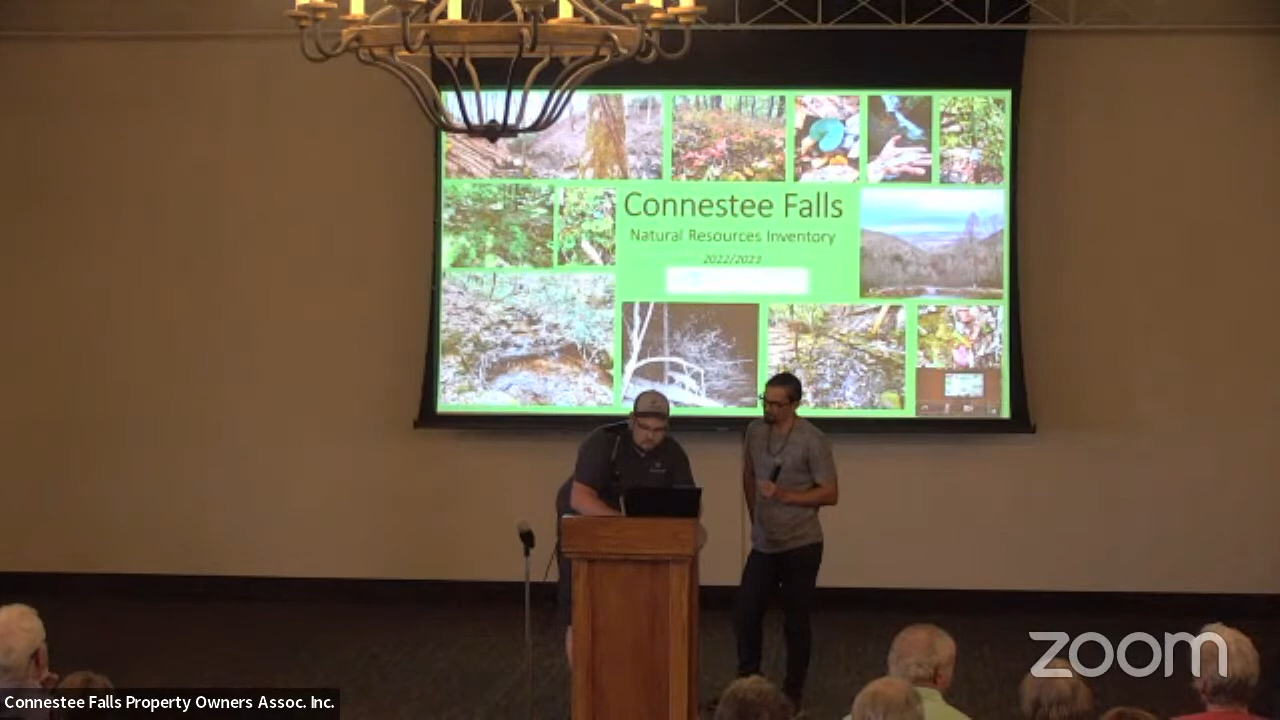 Connestee Falls
Natural Resources Inventory
2022/2023
zoom
Connestee Falls Property Owners Assoc. Inc.